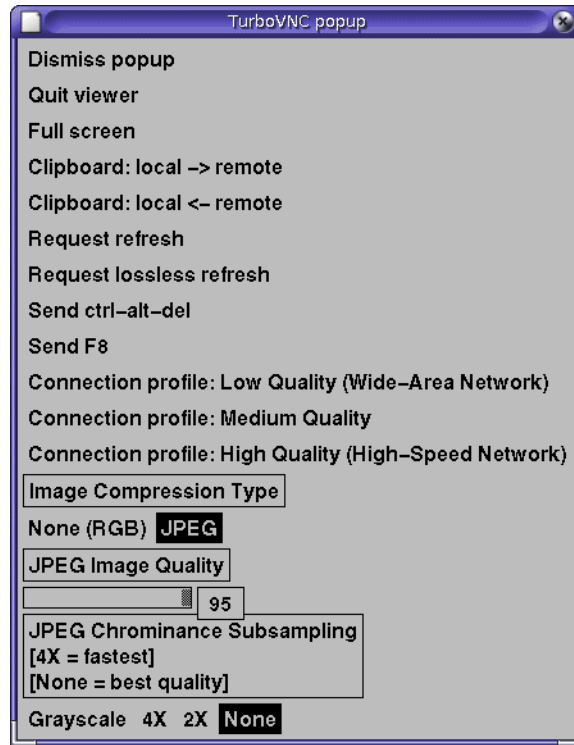 TurboVNC popup
Dismiss popup
Quit viewer
Full screen
Clipboard: local −> remote
Clipboard: local <− remote
Request refresh
Request lossless refresh
Send ctrl−alt−del
Send F8
Connection profile: Low Quality (Wide−Area Network)
Connection profile: Medium Quality
Connection profile: High Quality (High−Speed Network)
Image Compression Type
None (RGB) JPEG
JPEG Image Quality
95
JPEG Chrominance Subsampling
[4X = fastest]
[None = best quality]
Grayscale 4X 2X None